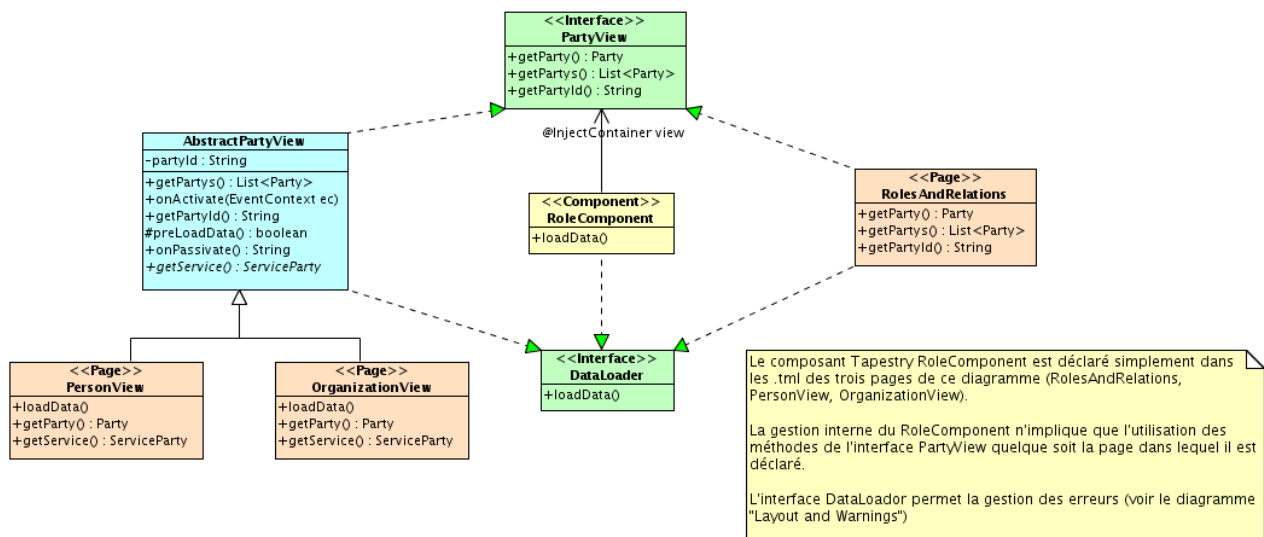 <<Interface>>
PartyView
+getParty() : Party
+getPartys() : List<Party>
+getPartyId() : String
@InjectContainer view
AbstractPartyView
-partyId : String
+getPartys() : List<Party>
+onActivate(EventContext ec)
+getPartyId() : String
#preLoadData() : boolean
+onPassivate() : String
+getService() : ServiceParty
<<Component>>
RoleComponent
+loadData()
<<Page>>
RolesAndRelations
+getParty() : Party
+getPartys() : List<Party>
+getPartyId() : String
<<Page>>
PersonView
+loadData()
+getParty() : Party
+getService() : ServiceParty
<<Page>>
OrganizationView
+loadData()
+getParty() : Party
+getService() : ServiceParty
<<Interface>>
DataLoader
+loadData()
Le composant Tapestry RoleComponent est déclaré simplement dans
les .tml des trois pages de ce diagramme (RolesAndRelations,
PersonView, OrganizationView).
La gestion interne du RoleComponent n'implique que l'utilisation des
méthodes de l'interface PartyView quelque soit la page dans lequel il est
déclaré.
L'interface DataLoador permet la gestion des erreurs (voir le diagramme
"Layout and Warnings")